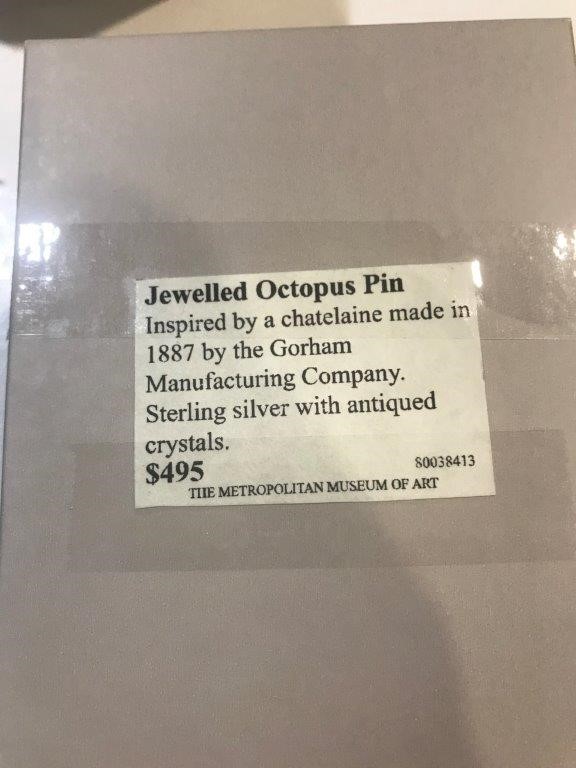 Jewelled Octopus Pin
Inspired by a chatelaine made in
1887 by the Gorham
Manufacturing Company.
Sterling silver with antiqued
crystals.
$495
80038413
THE METROPOLITAN MUSEUM OF ART